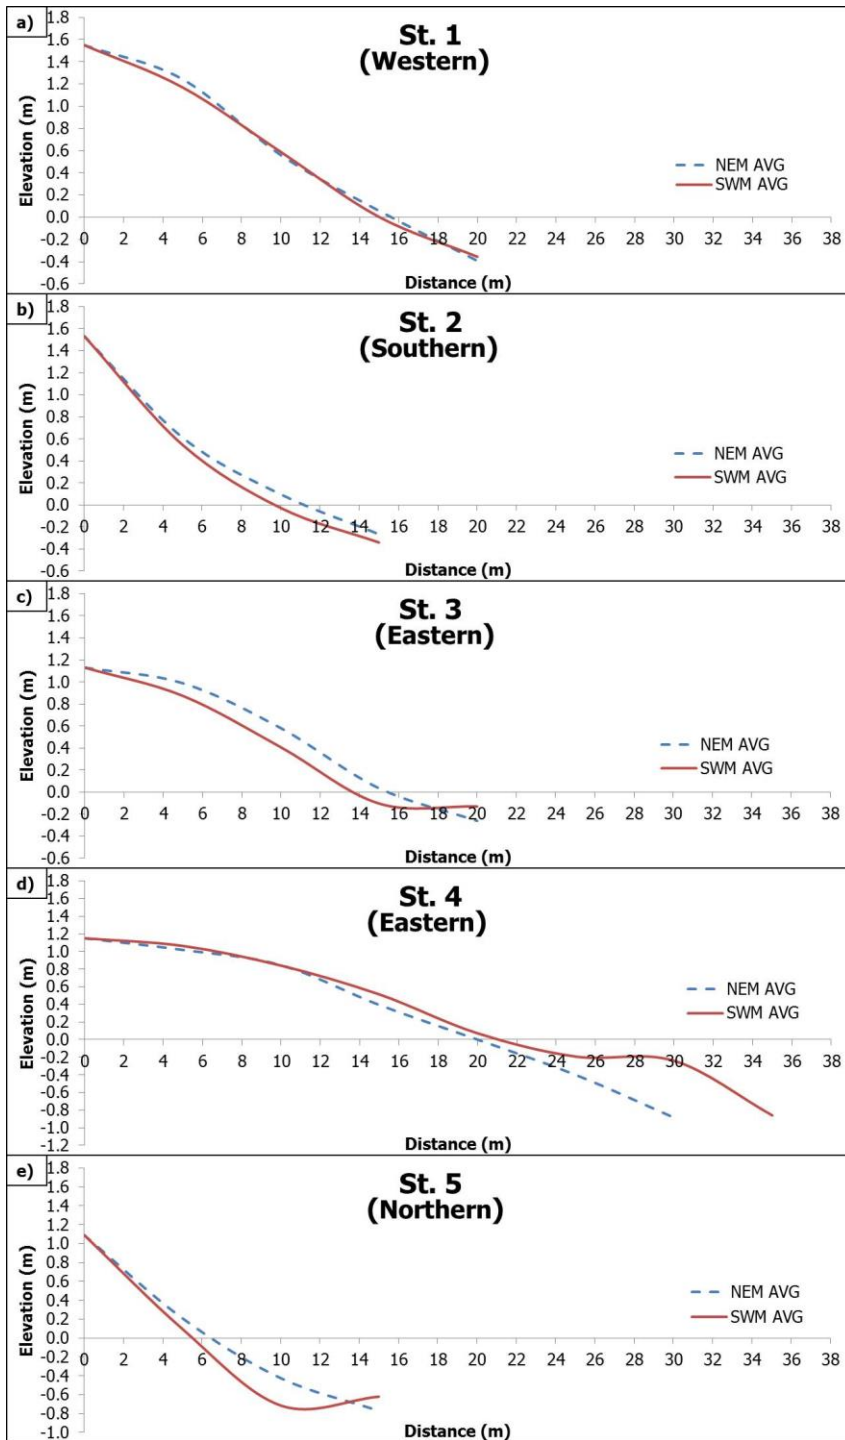 a)
St. 1
(Western)
Elevation (m)
1.8
1.6
1.4
1.2
1.0
0.8
0.6
0.4
0.2
0.0
-0.2
-0.4
-0.6
0 2 4 6 8 10 12 14 16 18 20 22 24 26 28 30 32 34 36 38
NEM AVG
SWM AVG
Distance (m)
b)
St. 2
(Southern)
Elevation (m)
1.8
1.6
1.4
1.2
1.0
0.8
0.6
0.4
0.2
0.0
-0.2
-0.4
-0.6
0 2 4 6 8 10 12 14 16 18 20 22 24 26 28 30 32 34 36 38
NEM AVG
SWM AVG
Distance (m)
c)
St. 3
(Eastern)
Elevation (m)
1.8
1.6
1.4
1.2
1.0
0.8
0.6
0.4
0.2
0.0
-0.2
-0.4
-0.6
0 2 4 6 8 10 12 14 16 18 20 22 24 26 28 30 32 34 36 38
NEM AVG
SWM AVG
Distance (m)
d)
St. 4
(Eastern)
Elevation (m)
1.8
1.6
1.4
1.2
1.0
0.8
0.6
0.4
0.2
0.0
-0.2
-0.4
-0.6
-0.8
-1.0
-1.2
0 2 4 6 8 10 12 14 16 18 20 22 24 26 28 30 32 34 36 38
NEM AVG
SWM AVG
Distance (m)
e)
St. 5
(Northern)
Elevation (m)
1.8
1.6
1.4
1.2
1.0
0.8
0.6
0.4
0.2
0.0
-0.2
-0.4
-0.6
-0.8
-1.0
0 2 4 6 8 10 12 14 16 18 20 22 24 26 28 30 32 34 36 38
NEM AVG
SWM AVG
Distance (m)